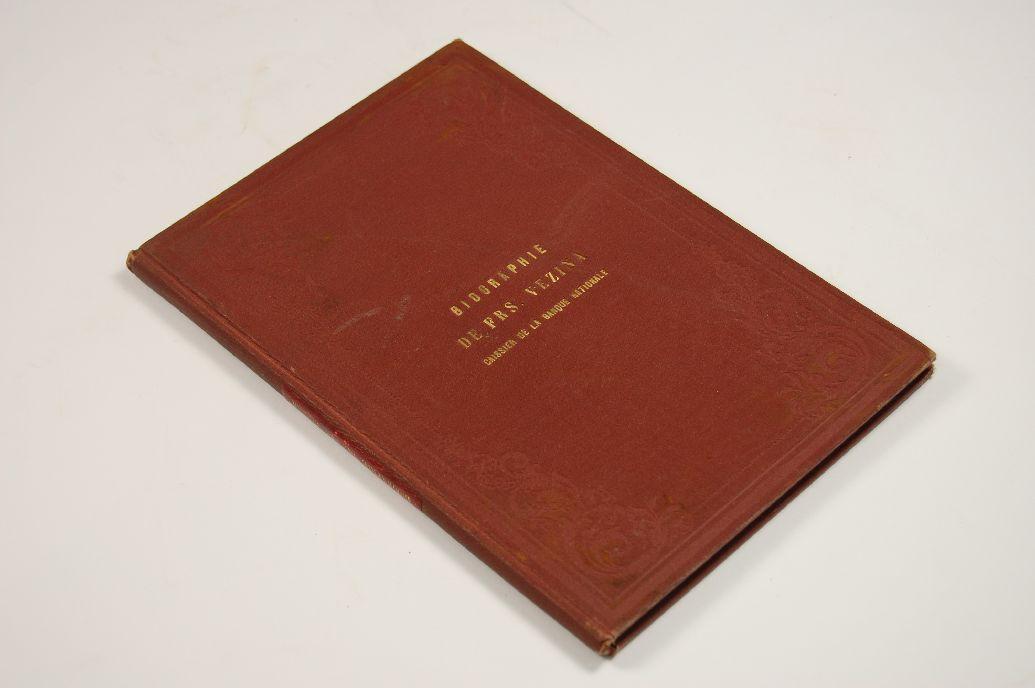 BIOGRAPHIE
DE FRS. VEZINA
CAISSIER DE LA BANQUE NATIONALE